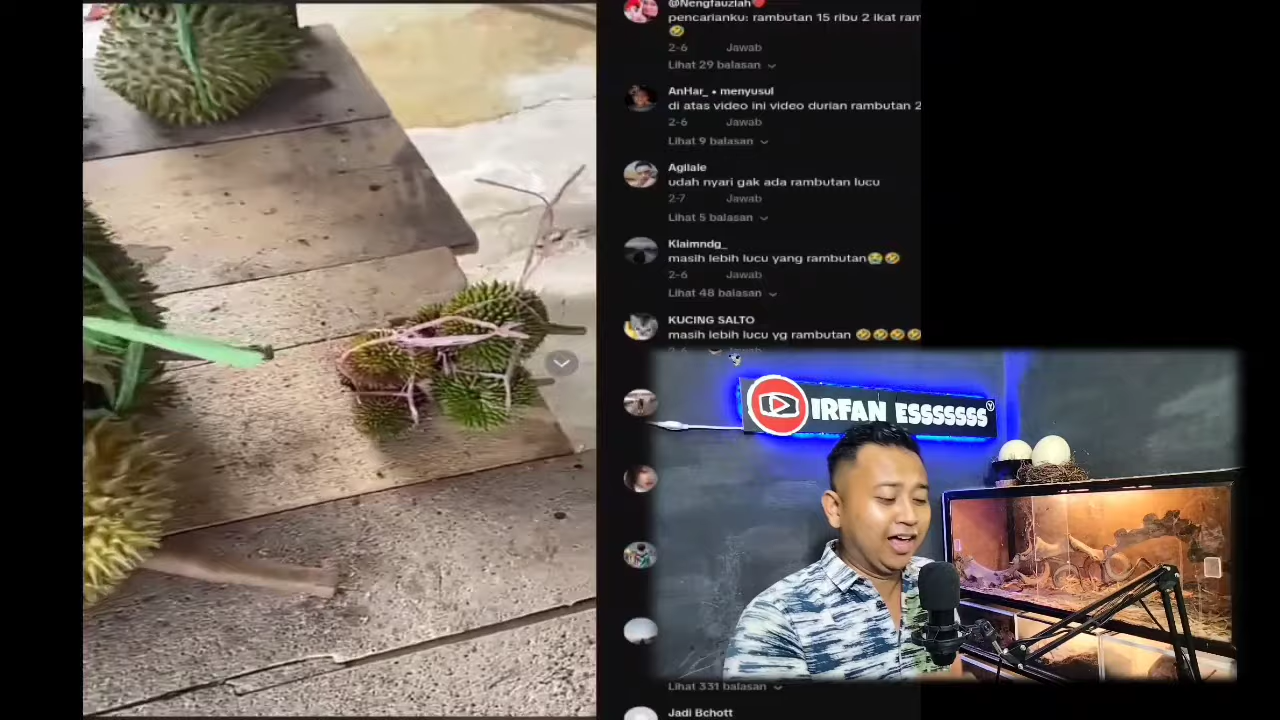 @Nengfauziah
pencarianku: rambutan 15 ribu 2 ikat ram
2-6 Jawab
Lihat 29 balasan
AnHar_ • menyusul
di atas video ini video durian rambutan 2
2-6 Jawab
Lihat 9 balasan
Agilale
udah nyari gak ada rambutan lucu
2-7 Jawab
Lihat 5 balasan
Klaimndg_
masih lebih lucu yang rambutan😭🤣
2-6 Jawab
Lihat 48 balasan
KUCING SALTO
masih lebih lucu yg rambutan 🤣🤣🤣🤣
IRFAN ESSSSSSS
Lihat 331 balasan
Jadi Bchott